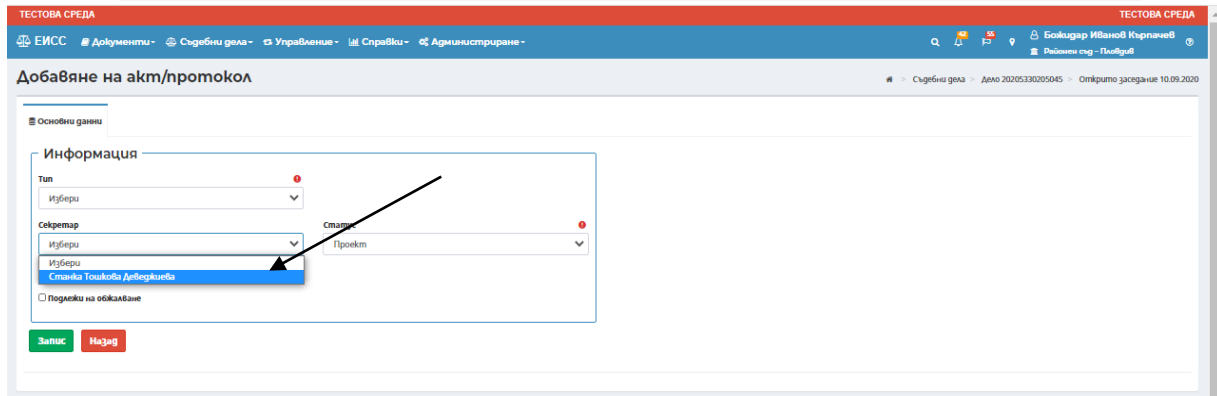 ТЕСТОВА СРЕДА ТЕСТОВА СРЕДА
ЕИСС Документи Съдебни дела Управление Справки Администриране 42 55 Божидар Иванов Кърпачев
Районен съд - Пловдив
Добавяне на акт/протокол > Съдебни дела > Дело 20205330205045 > Открито заседание 10.09.2020
Основни данни
Информация
Тип
Избери
Секретар Статус
Избери Проект
Избери
Станка Тошкова Деведжиева
Подлежи на обжалване
Запис Назад